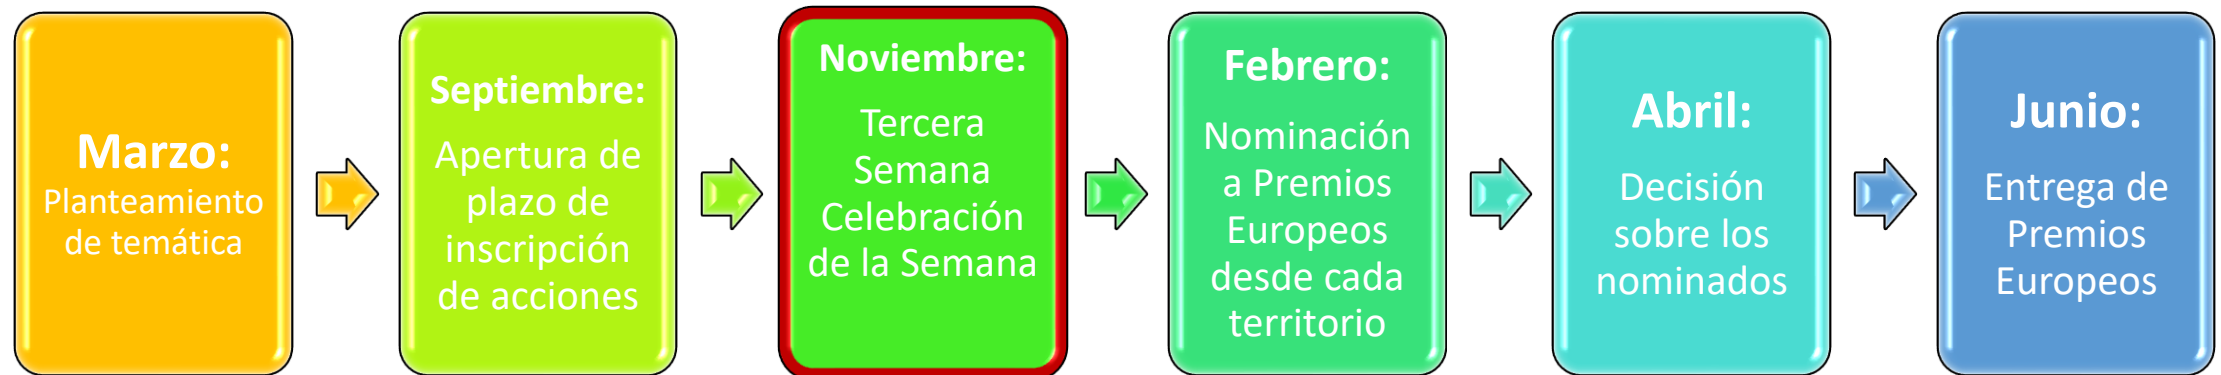 Marzo:
Planteamiento
de temática
Septiembre:
Apertura de
plazo de
inscripción
de acciones
Noviembre:
Tercera
Semana
Celebración
de la Semana
Febrero:
Nominación
a Premios
Europeos
desde cada
territorio
Abril:
Decisión
sobre los
nominados
Junio:
Entrega de
Premios
Europeos